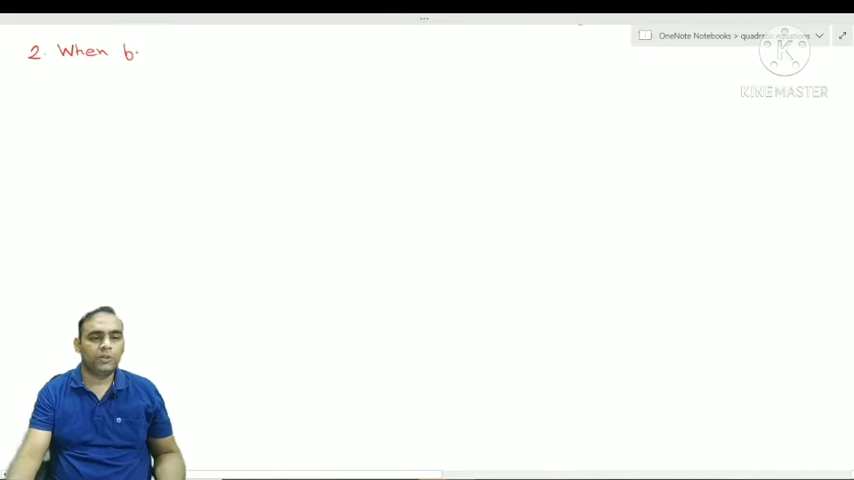 ...
OneNote Notebooks > quadratic equations
2. When b.
K
KINEMASTER